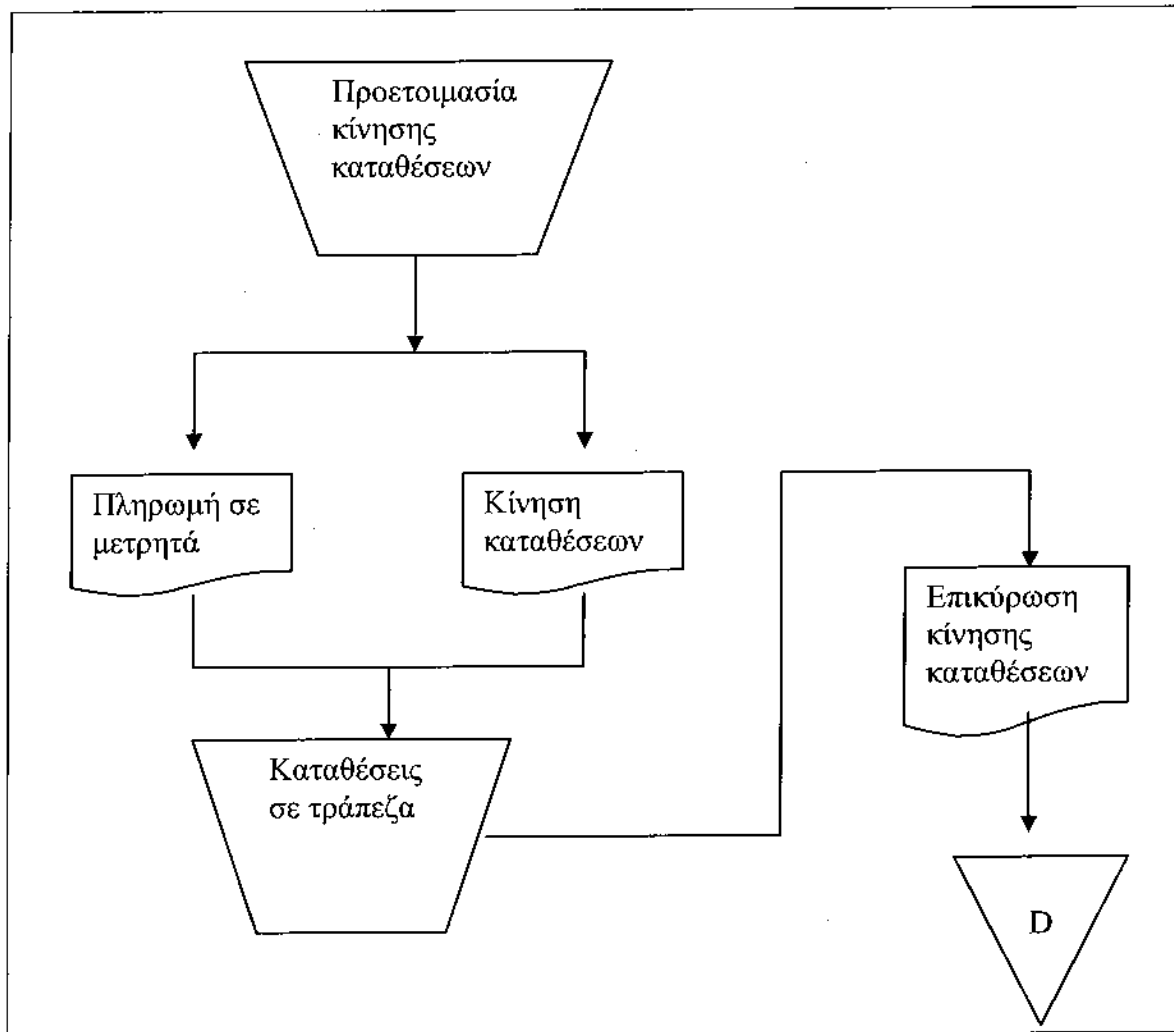 Προετοιμασία
κίνησης
καταθέσεων
Πληρωμή σε
μετρητά
Κίνηση
καταθέσεων
Καταθέσεις
σε τράπεζα
Επικύρωση
κίνησης
καταθέσεων
D